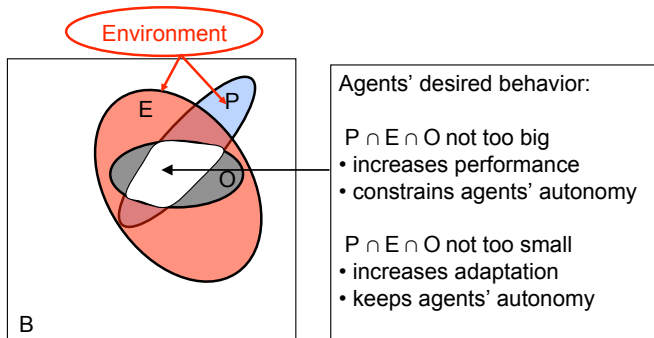 Environment
E
P
O
B
Agents’ desired behavior:
P ∩ E ∩ O not too big
• increases performance
• constrains agents’ autonomy
P ∩ E ∩ O not too small
• increases adaptation
• keeps agents’ autonomy